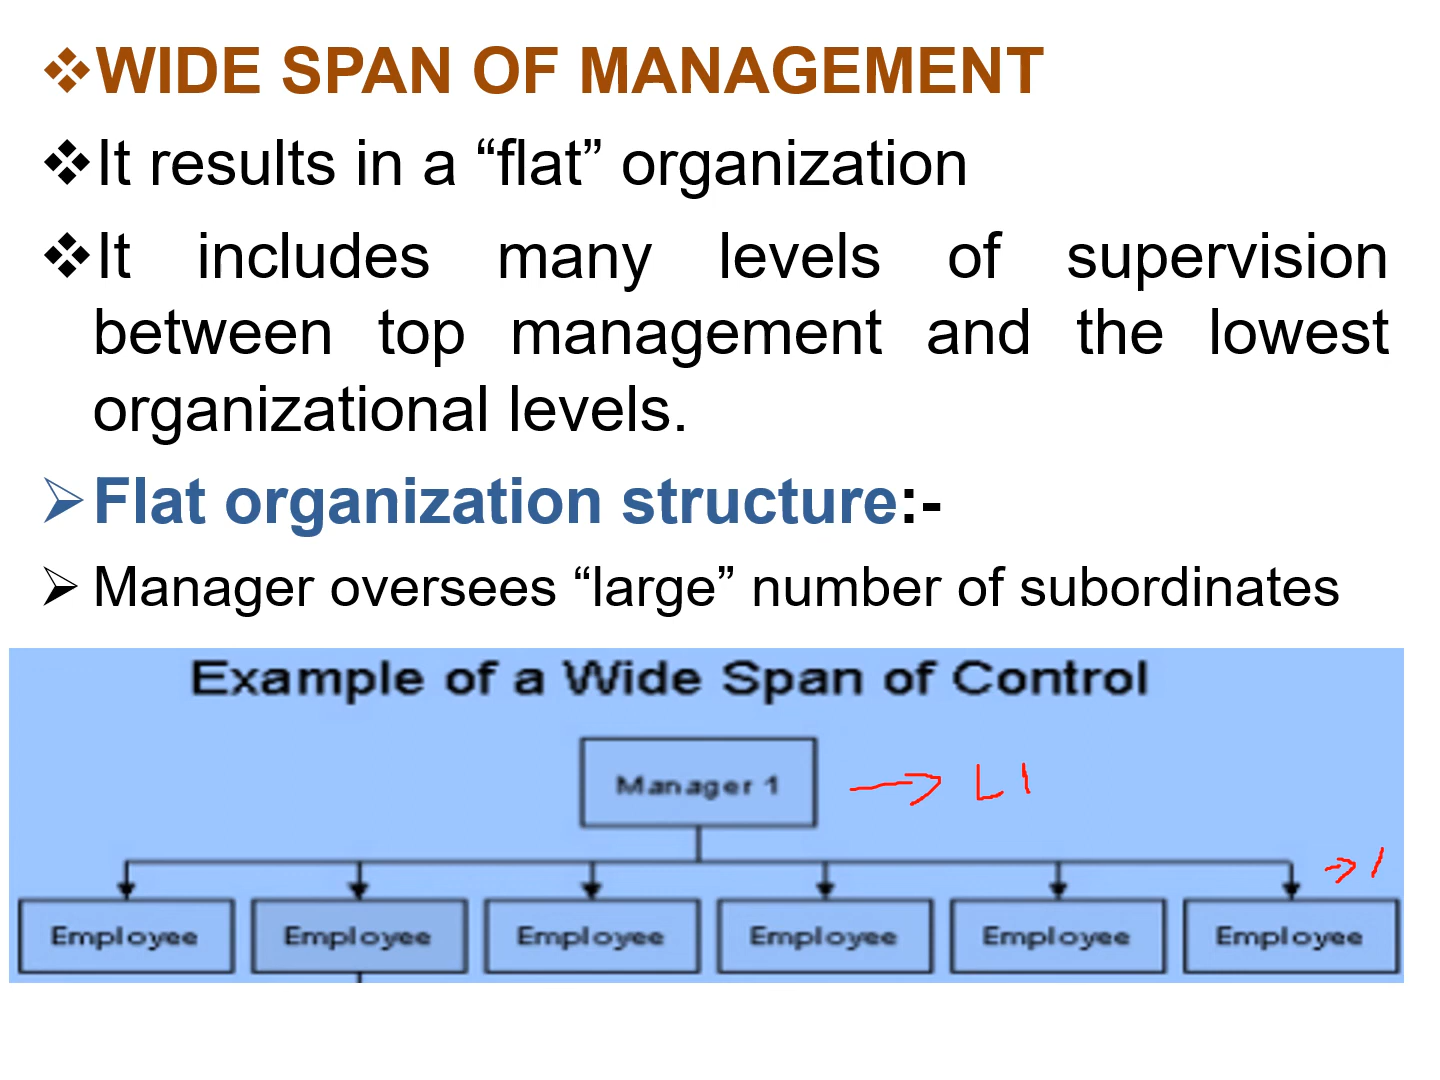 WIDE SPAN OF MANAGEMENT
It results in a “flat” organization
It includes many levels of supervision
between top management and the lowest
organizational levels.
Flat organization structure:-
Manager oversees “large” number of subordinates
Example of a Wide Span of Control
Manager 1
L1
1
Employee Employee Employee Employee Employee Employee